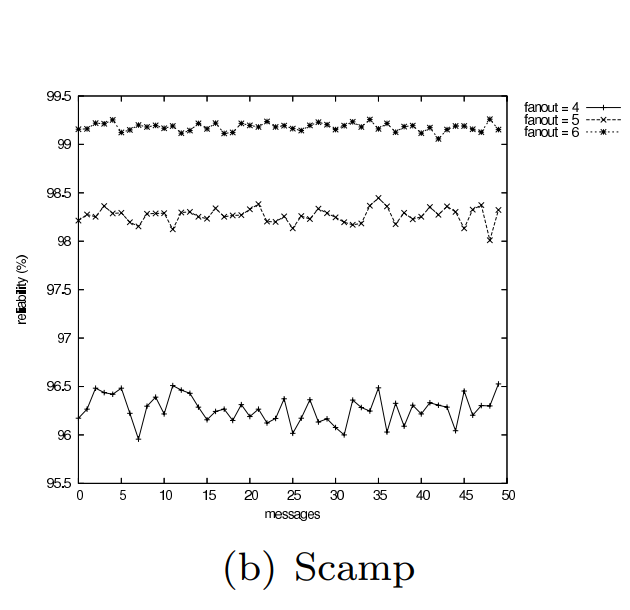 99.5
99
98.5
98
97.5
97
96.5
96
95.5
reliability (%)
0 5 10 15 20 25 30 35 40 45 50
messages
fanout = 4
fanout = 5
fanout = 6
(b) Scamp